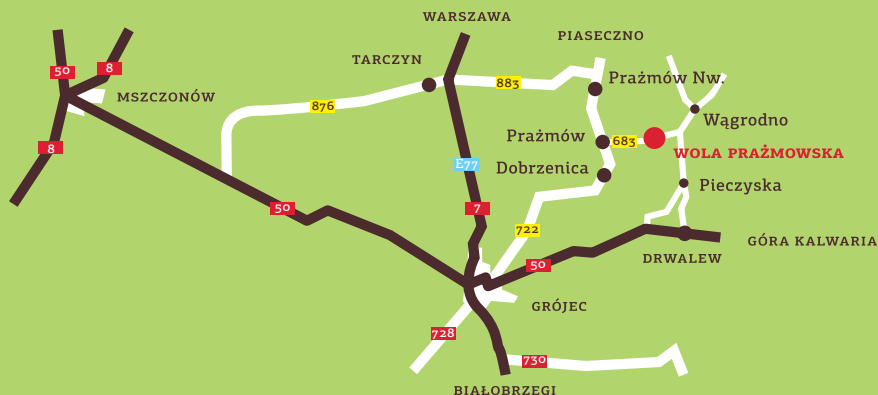 WARSZAWA
PIASECZNO
TARCZYN
50
8
883
Prażmów Nw.
MSZCZONÓW
876
Wągrodno
Prażmów
683
8
WOLA PRAŻMOWSKA
E77
Dobrzenica
Pieczyska
50
7
722
GÓRA KALWARIA
DRWALEW
50
GRÓJEC
728
730
BIAŁOBRZEGI